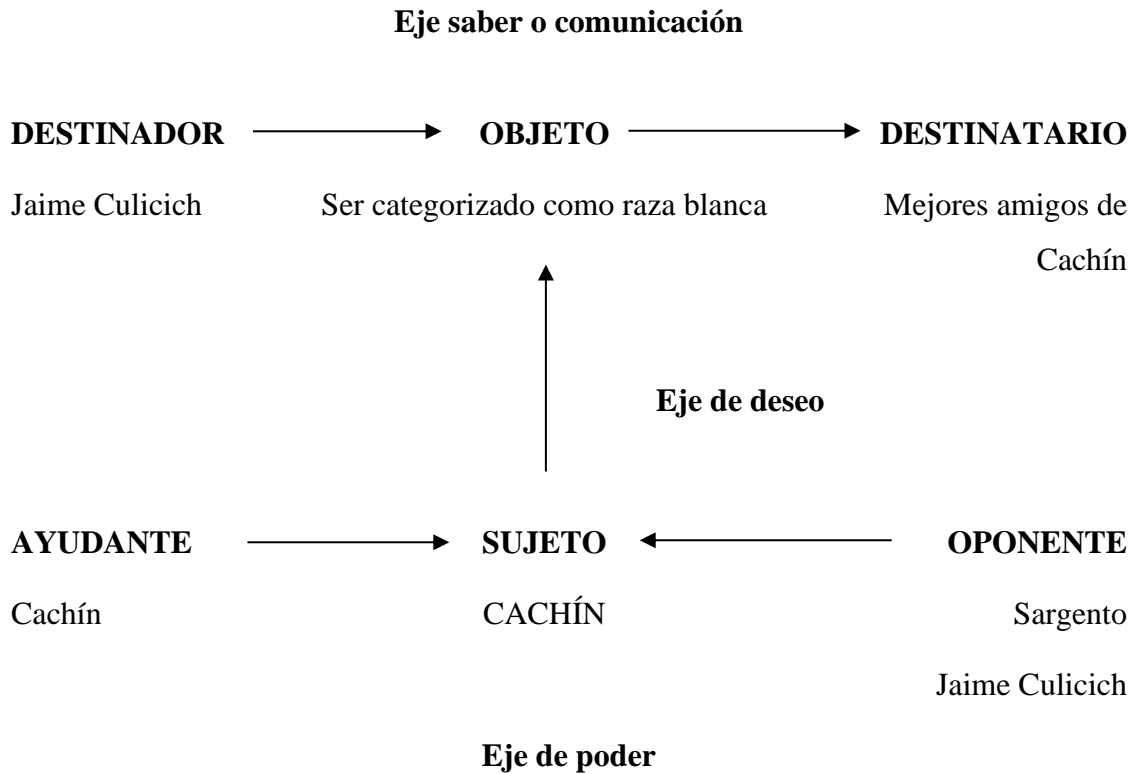 Eje saber o comunicación
DESTINADOR OBJETO DESTINATARIO
Jaime Culicich Ser categorizado como raza blanca Mejores amigos de
Cachín
Eje de deseo
AYUDANTE SUJETO OPONENTE
Cachín CACHÍN Sargento
Jaime Culicich
Eje de poder